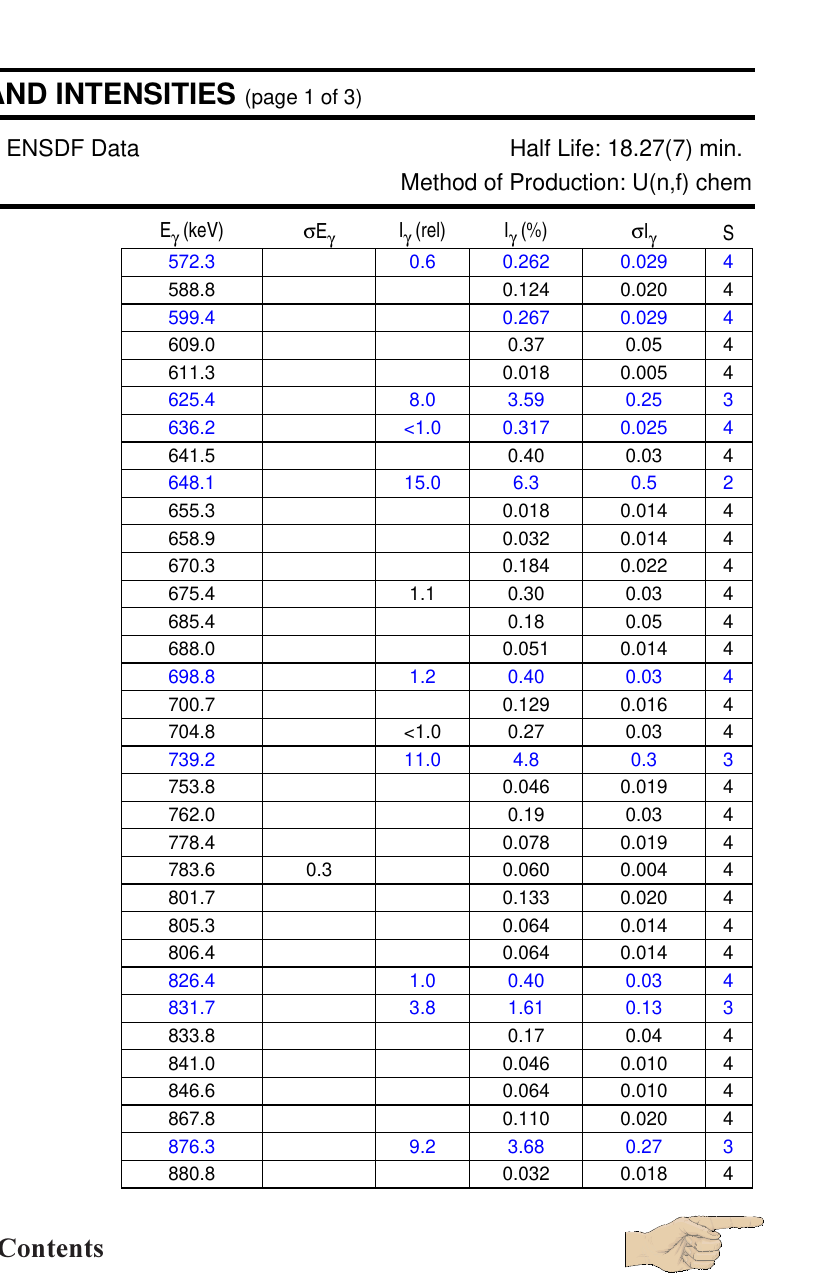 AND INTENSITIES (page 1 of 3)
ENSDF Data Half Life: 18.27(7) min.
Method of Production: U(n,f) chem
Eγ (keV) σEγ Iγ (rel) Iγ (%) σIγ S
572.3 0.6 0.262 0.029 4
588.8 0.124 0.020 4
599.4 0.267 0.029 4
609.0 0.37 0.05 4
611.3 0.018 0.005 4
625.4 8.0 3.59 0.25 3
636.2 <1.0 0.317 0.025 4
641.5 0.40 0.03 4
648.1 15.0 6.3 0.5 2
655.3 0.018 0.014 4
658.9 0.032 0.014 4
670.3 0.184 0.022 4
675.4 1.1 0.30 0.03 4
685.4 0.18 0.05 4
688.0 0.051 0.014 4
698.8 1.2 0.40 0.03 4
700.7 0.129 0.016 4
704.8 <1.0 0.27 0.03 4
739.2 11.0 4.8 0.3 3
753.8 0.046 0.019 4
762.0 0.19 0.03 4
778.4 0.078 0.019 4
783.6 0.3 0.060 0.004 4
801.7 0.133 0.020 4
805.3 0.064 0.014 4
806.4 0.064 0.014 4
826.4 1.0 0.40 0.03 4
831.7 3.8 1.61 0.13 3
833.8 0.17 0.04 4
841.0 0.046 0.010 4
846.6 0.064 0.010 4
867.8 0.110 0.020 4
876.3 9.2 3.68 0.27 3
880.8 0.032 0.018 4
Contents